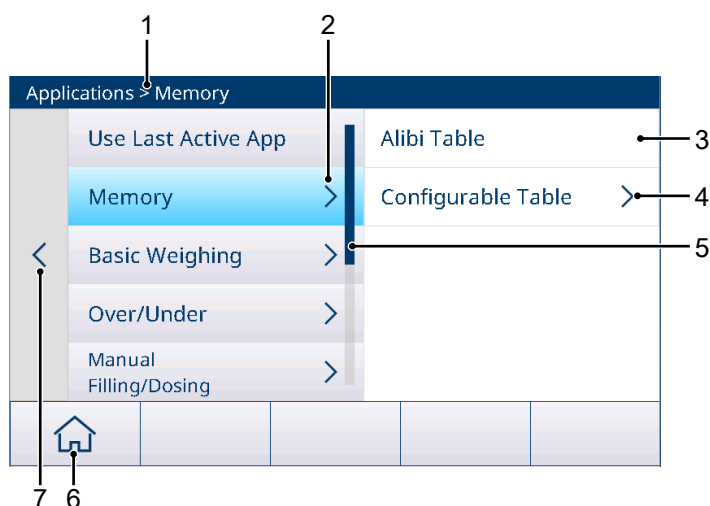 1 2
Applications > Memory
Use Last Active App
Alibi Table
3
Memory >
Configurable Table >
4
< Basic Weighing >
5
Over/Under >
Manual
Filling/Dosing >
7 6